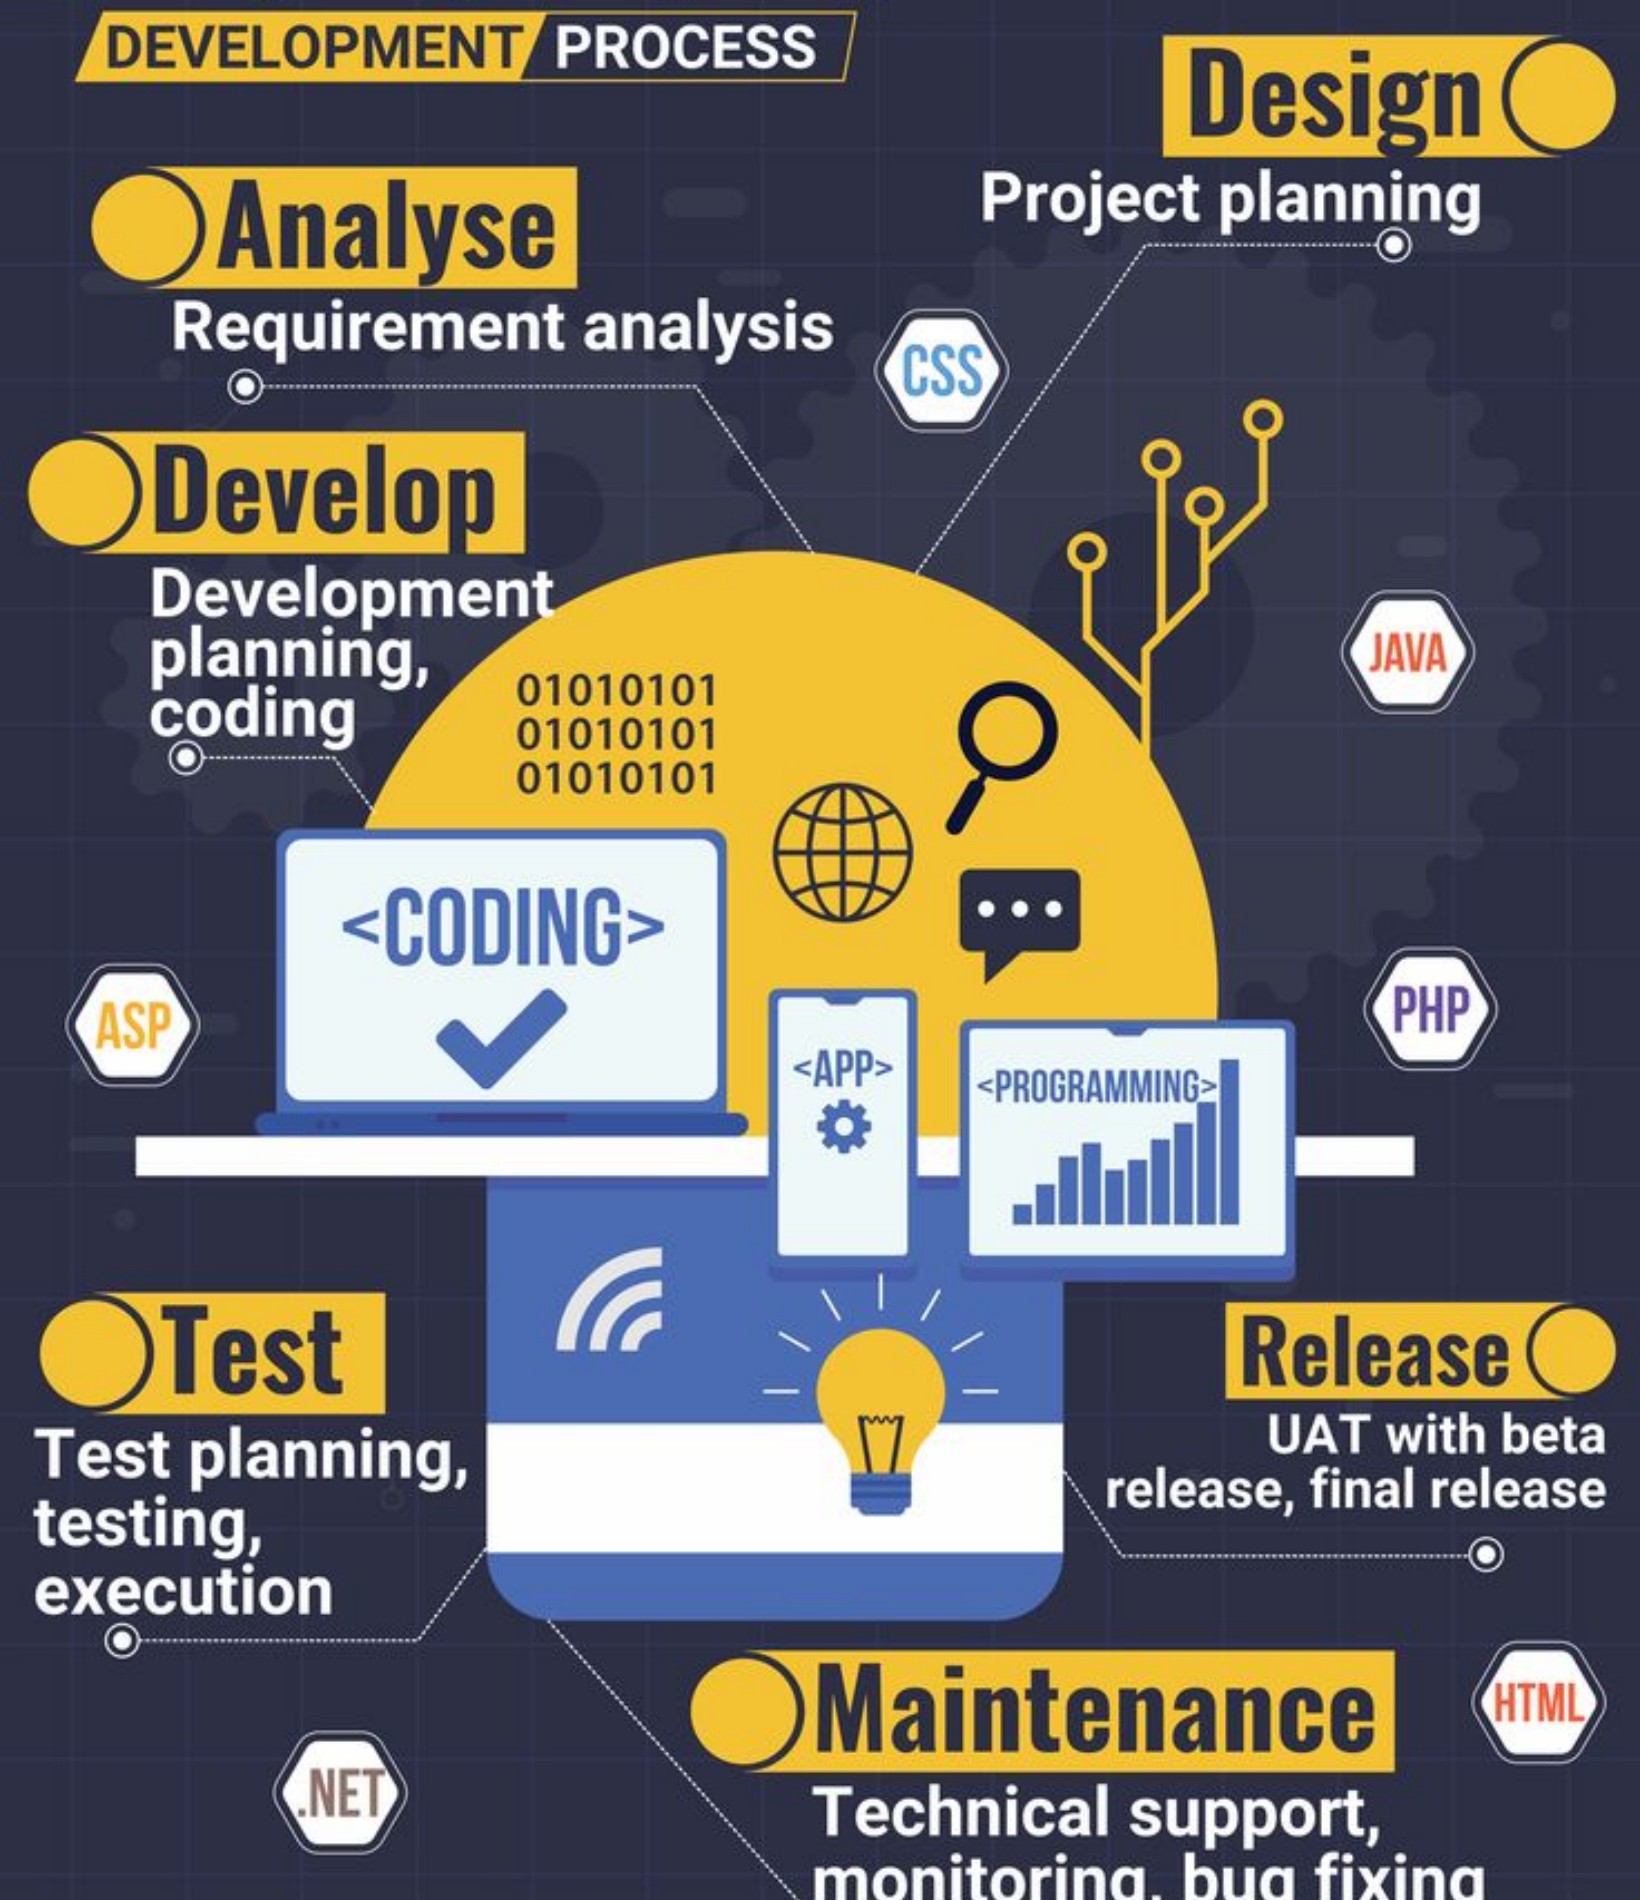 DEVELOPMENT PROCESS
Design
Project planning
Analyse
Requirement analysis
CSS
Develop
Development
planning,
coding
JAVA
01010101
01010101
01010101
<CODING>
ASP
PHP
<APP>
<PROGRAMMING>
Test
Test planning,
testing,
execution
Release
UAT with beta
release, final release
Maintenance
Technical support,
monitoring, bug fixing
HTML
.NET